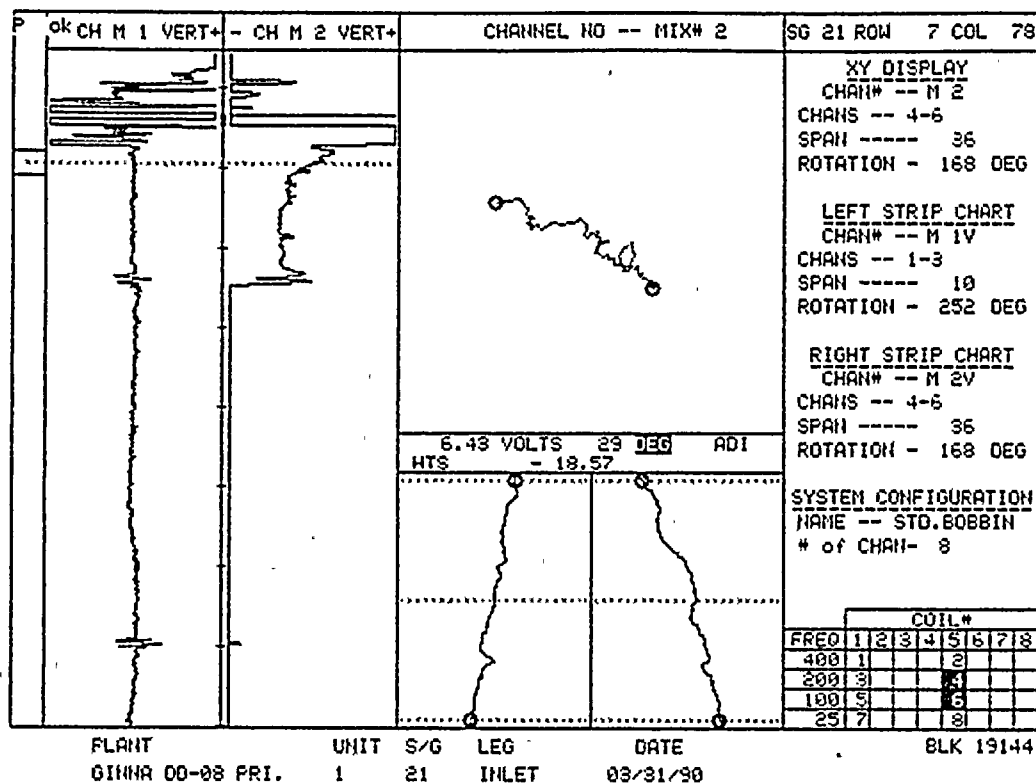 P ok CH M 1 VERT+ - CH M 2 VERT+ CHANNEL NO -- MIX# 2 SG 21 ROW 7 COL 78
XY DISPLAY
CHAN# -- M 2
CHANS -- 4-6
SPAN ----- 36
ROTATION - 168 DEG
LEFT STRIP CHART
CHAN# -- M 1V
CHANS -- 1-3
SPAN ----- 10
ROTATION - 252 DEG
RIGHT STRIP CHART
CHAN# -- M 2V
CHANS -- 4-6
SPAN ----- 36
ROTATION - 168 DEG
6.43 VOLTS 29 DEG ADI
HTS - 18.57
SYSTEM CONFIGURATION
NAME -- STD.BOBBIN
# of CHAN- 8
COIL#
FREQ 1 2 3 4 5 6 7 8
400 1 2
200 3 4
100 5 6
25 7 8
PLANT UNIT S/G LEG DATE BLK 19144
GINNA OD-08 PRI. 1 21 INLET 03/31/90